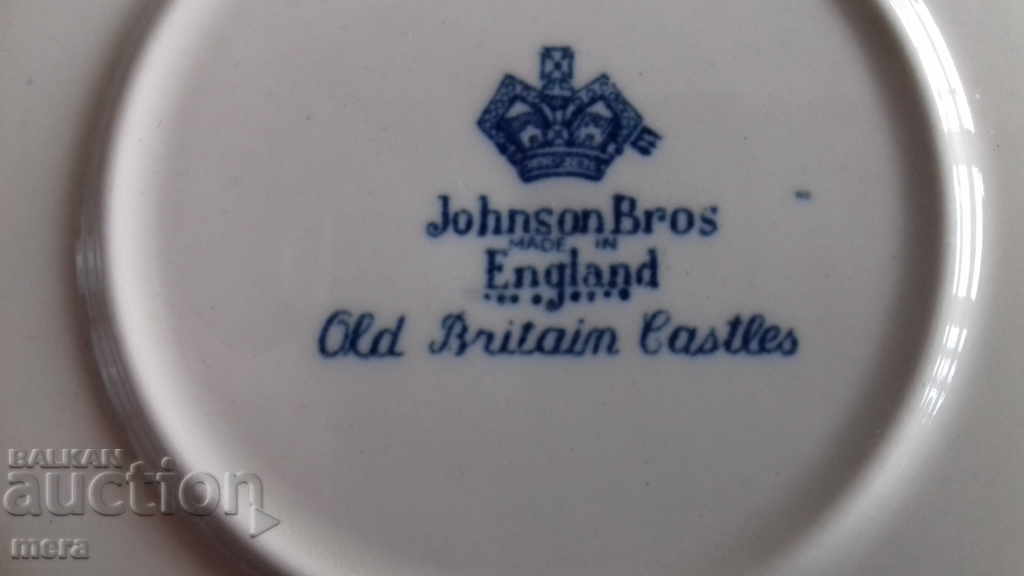 Johnson Bros
MADE IN
England
Old Britain Castles
BALKAN
auction
mera